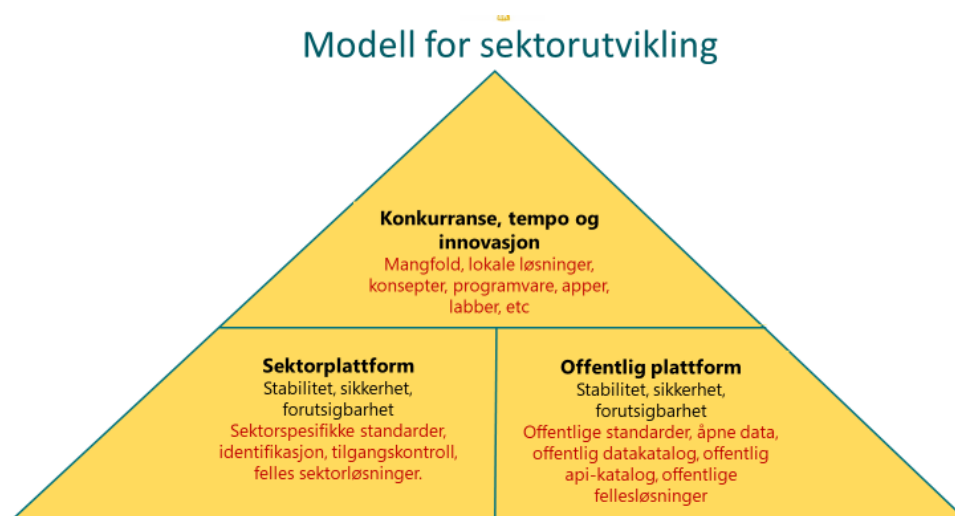 Modell for sektorutvikling
Konkurranse, tempo og
innovasjon
Mangfold, lokale løsninger,
konsepter, programvare, apper,
labber, etc
Sektorplattform
Stabilitet, sikkerhet,
forutsigbarhet
Sektorspesifikke standarder,
identifikasjon, tilgangskontroll,
felles sektorløsninger.
Offentlig plattform
Stabilitet, sikkerhet,
forutsigbarhet
Offentlige standarder, åpne data,
offentlig datakatalog, offentlig
api-katalog, offentlige
fellesløsninger